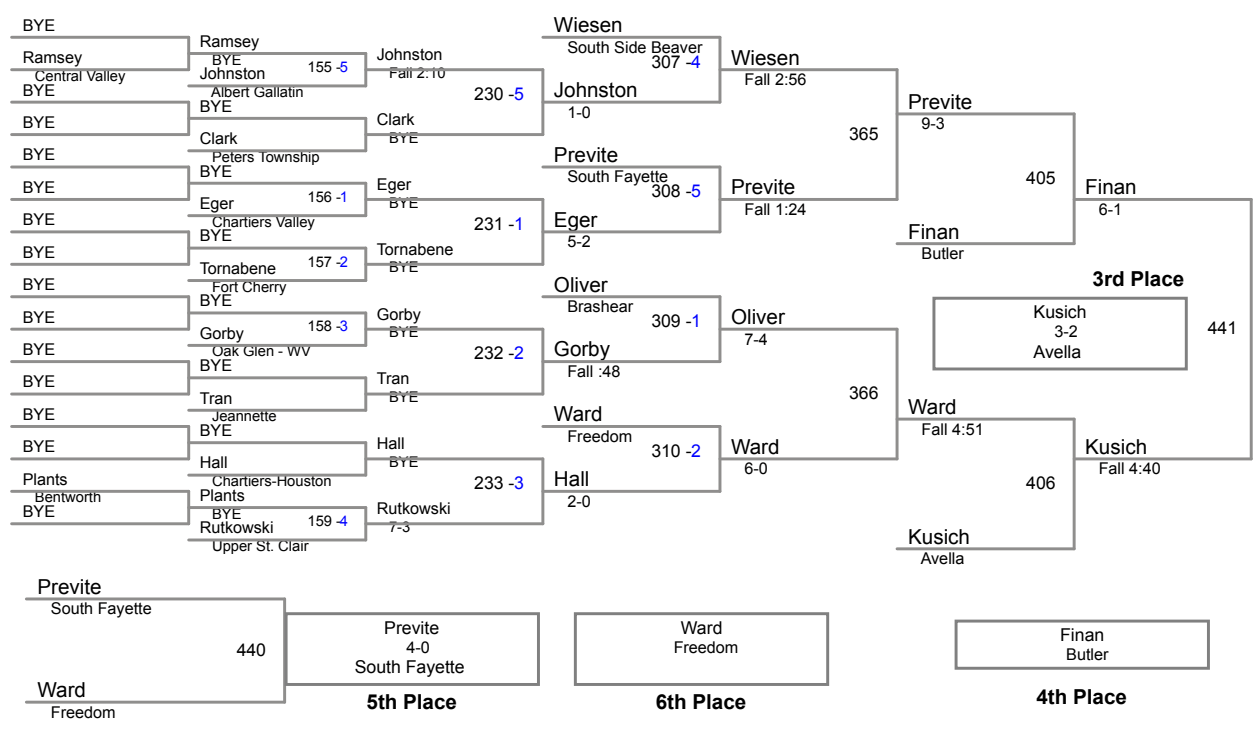 BYE
Ramsey
Central Valley
BYE
BYE
BYE
BYE
BYE
BYE
BYE
BYE
BYE
BYE
BYE
BYE
Plants
Bentworth
BYE
Ramsey
BYE
155 -5
Johnston
Albert Gallatin
BYE
Clark
Peters Township
BYE
156 -1
Eger
Chartiers Valley
BYE
157 -2
Tornabene
Fort Cherry
BYE
158 -3
Gorby
Oak Glen - WV
BYE
Tran
Jeannette
BYE
Hall
Chartiers-Houston
Plants
BYE
159 -4
Rutkowski
Upper St. Clair
Johnston
Fall 2:10
230 -5
Clark
BYE
Eger
BYE
231 -1
Tornabene
BYE
Gorby
BYE
232 -2
Tran
BYE
Hall
BYE
233 -3
Rutkowski
7-3
Wiesen
South Side Beaver
307 -4
Johnston
1-0
Previte
South Fayette
308 -5
Eger
5-2
Oliver
Brashear
309 -1
Gorby
Fall :48
Ward
Freedom
310 -2
Hall
2-0
Wiesen
Fall 2:56
365
Previte
Fall 1:24
Oliver
7-4
366
Ward
6-0
Previte
9-3
405
Finan
Butler
Ward
Fall 4:51
406
Kusich
Avella
Finan
6-1
3rd Place
Kusich
3-2
Avella
441
Kusich
Fall 4:40
Previte
South Fayette
440
Ward
Freedom
Previte
4-0
South Fayette
5th Place
Ward
Freedom
6th Place
Finan
Butler
4th Place